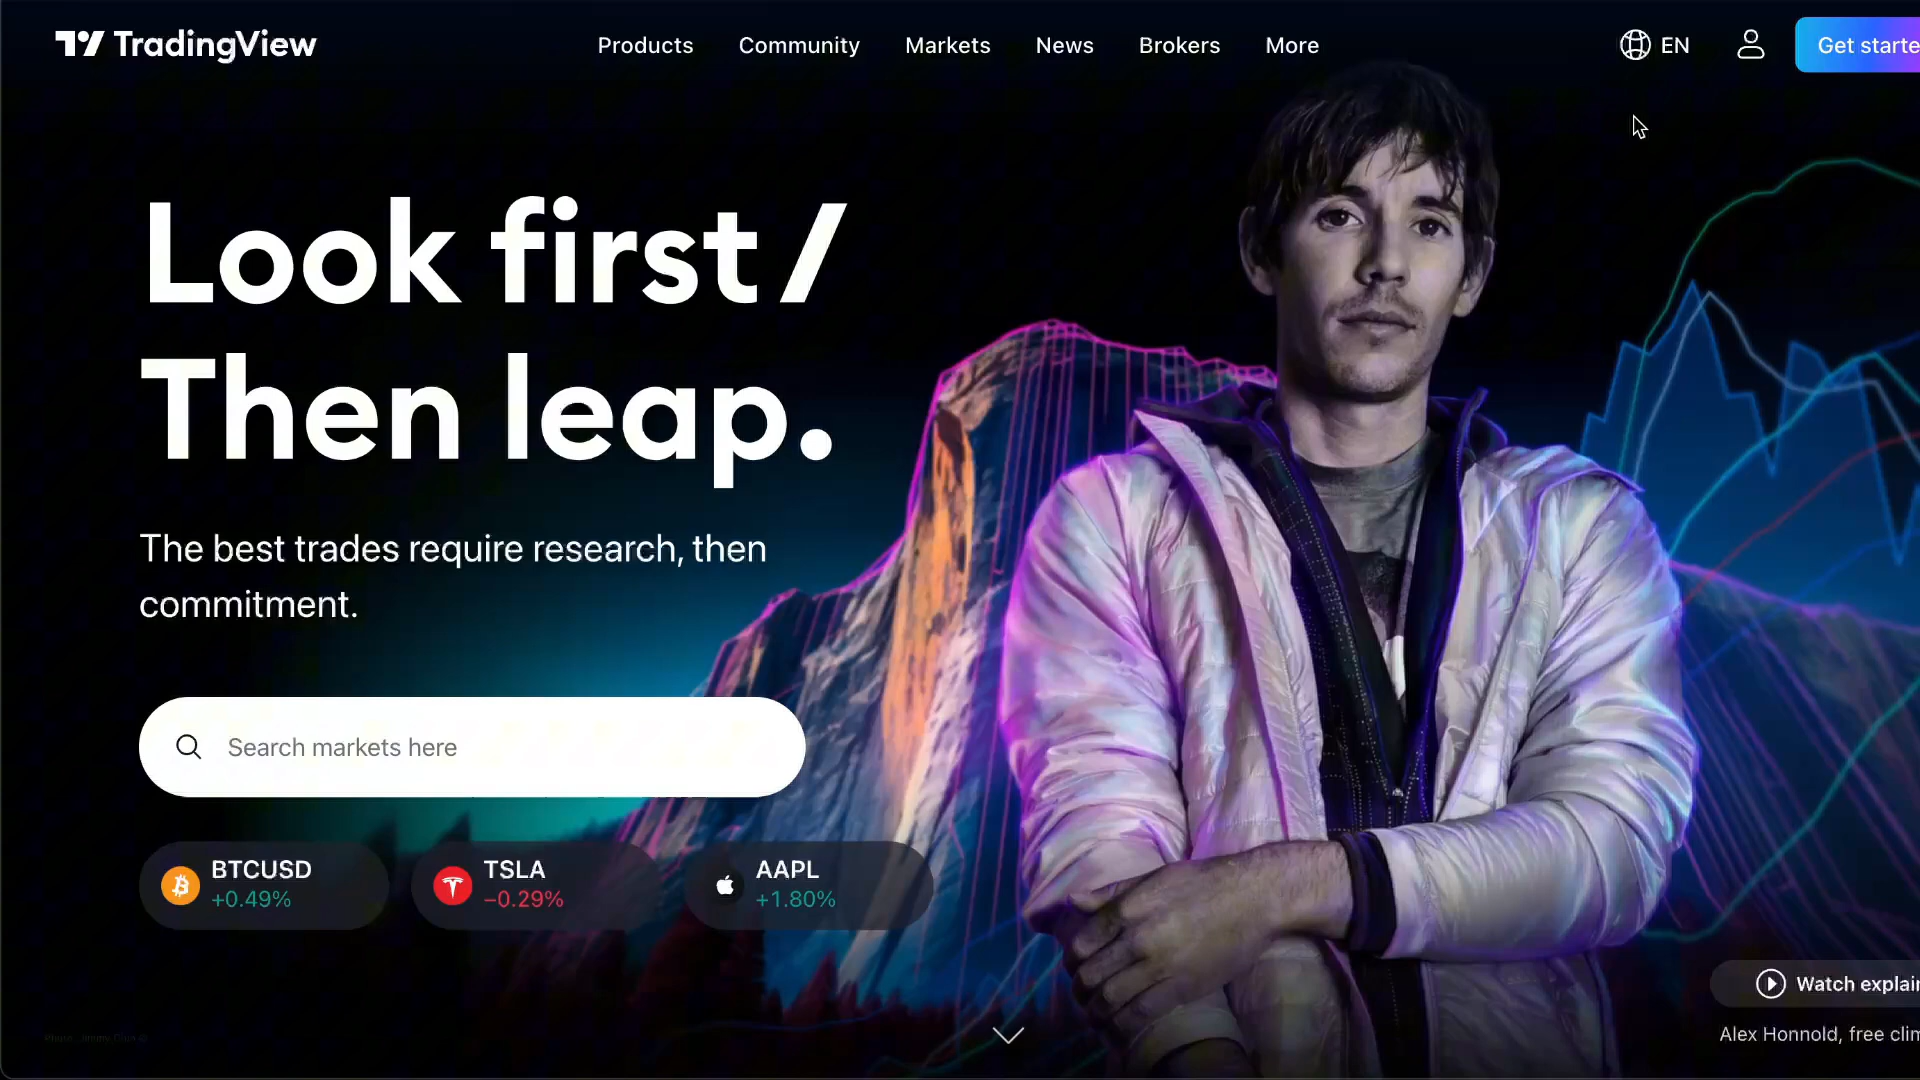 TradingView
Products Community Markets News Brokers More
EN
Get starte
Look first /
Then leap.
The best trades require research, then
commitment.
Search markets here
BTCUSD
+0.49%
TSLA
−0.29%
AAPL
+1.80%
Watch explain
Alex Honnold, free clim